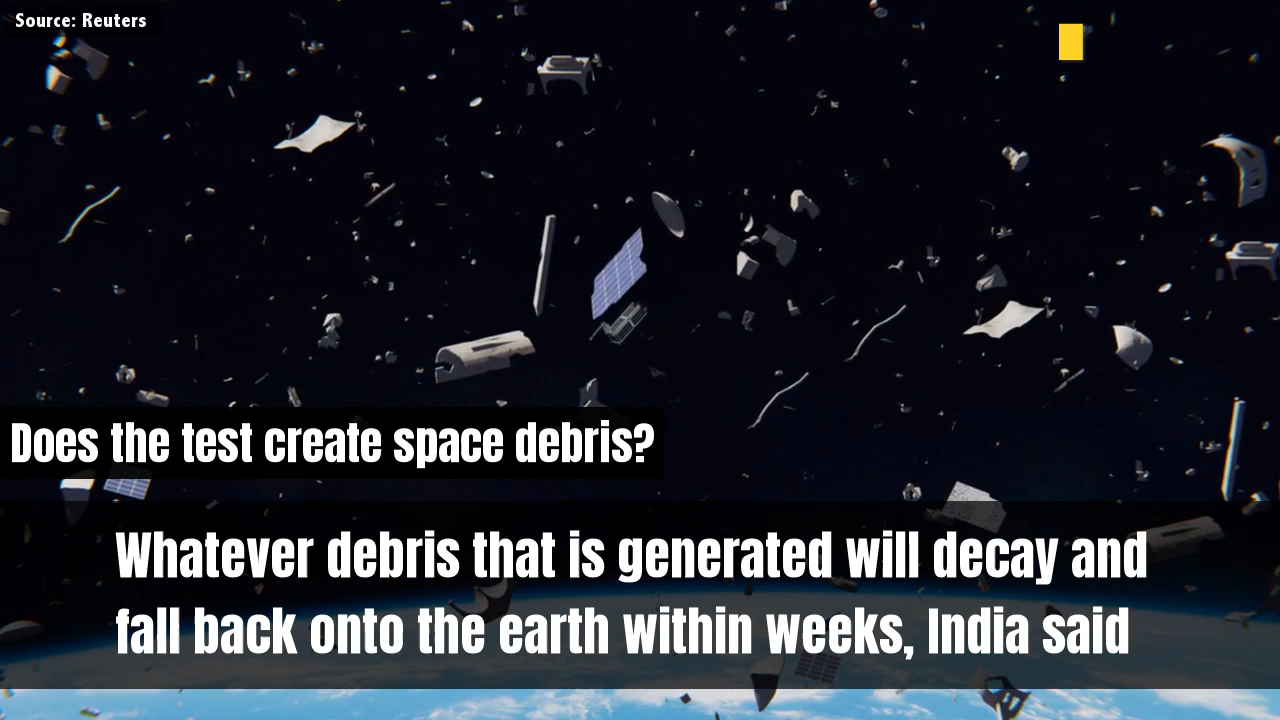 Source: Reuters
Does the test create space debris?
Whatever debris that is generated will decay and
fall back onto the earth within weeks, India said